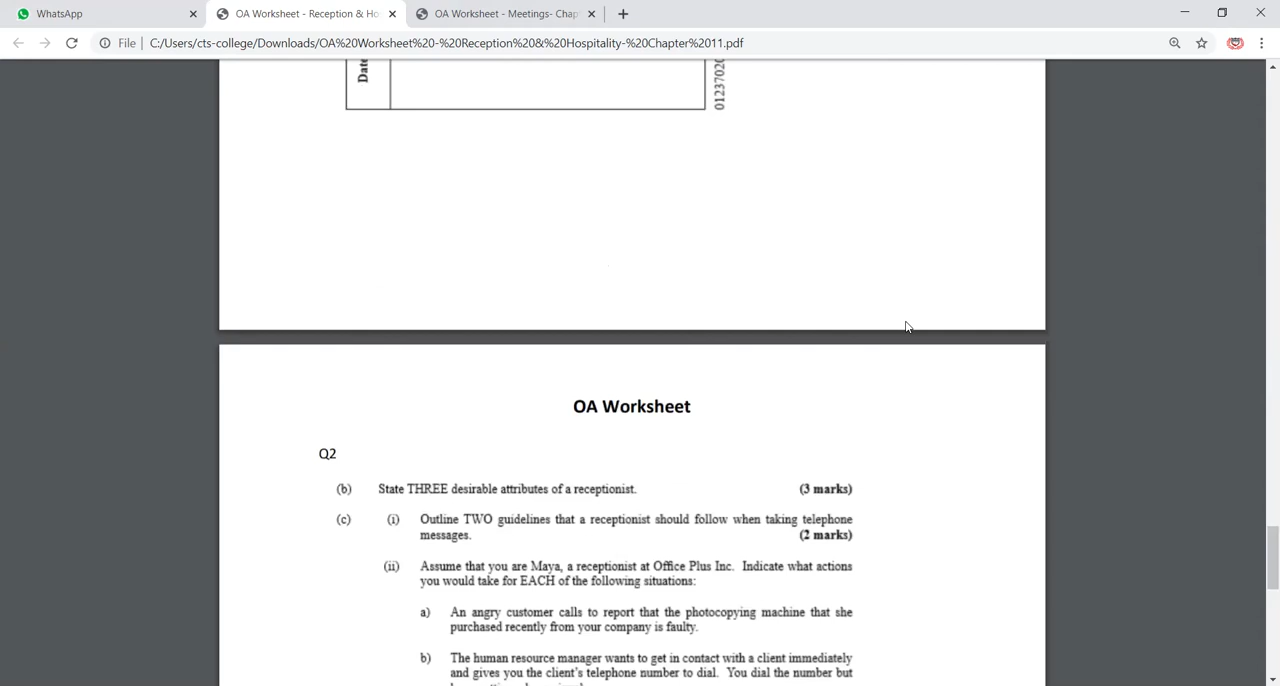 WhatsApp
OA Worksheet - Reception & Ho
OA Worksheet - Meetings- Chap
File
C:/Users/cts-college/Downloads/OA%20Worksheet%20-%20Reception%20&%20Hospitality-%20Chapter%2011.pdf
Date
01237020
OA Worksheet
Q2
(b) State THREE desirable attributes of a receptionist. (3 marks)
(c) (i) Outline TWO guidelines that a receptionist should follow when taking telephone
messages. (2 marks)
(ii) Assume that you are Maya, a receptionist at Office Plus Inc. Indicate what actions
you would take for EACH of the following situations:
a) An angry customer calls to report that the photocopying machine that she
purchased recently from your company is faulty.
b) The human resource manager wants to get in contact with a client immediately
and gives you the client's telephone number to dial. You dial the number but